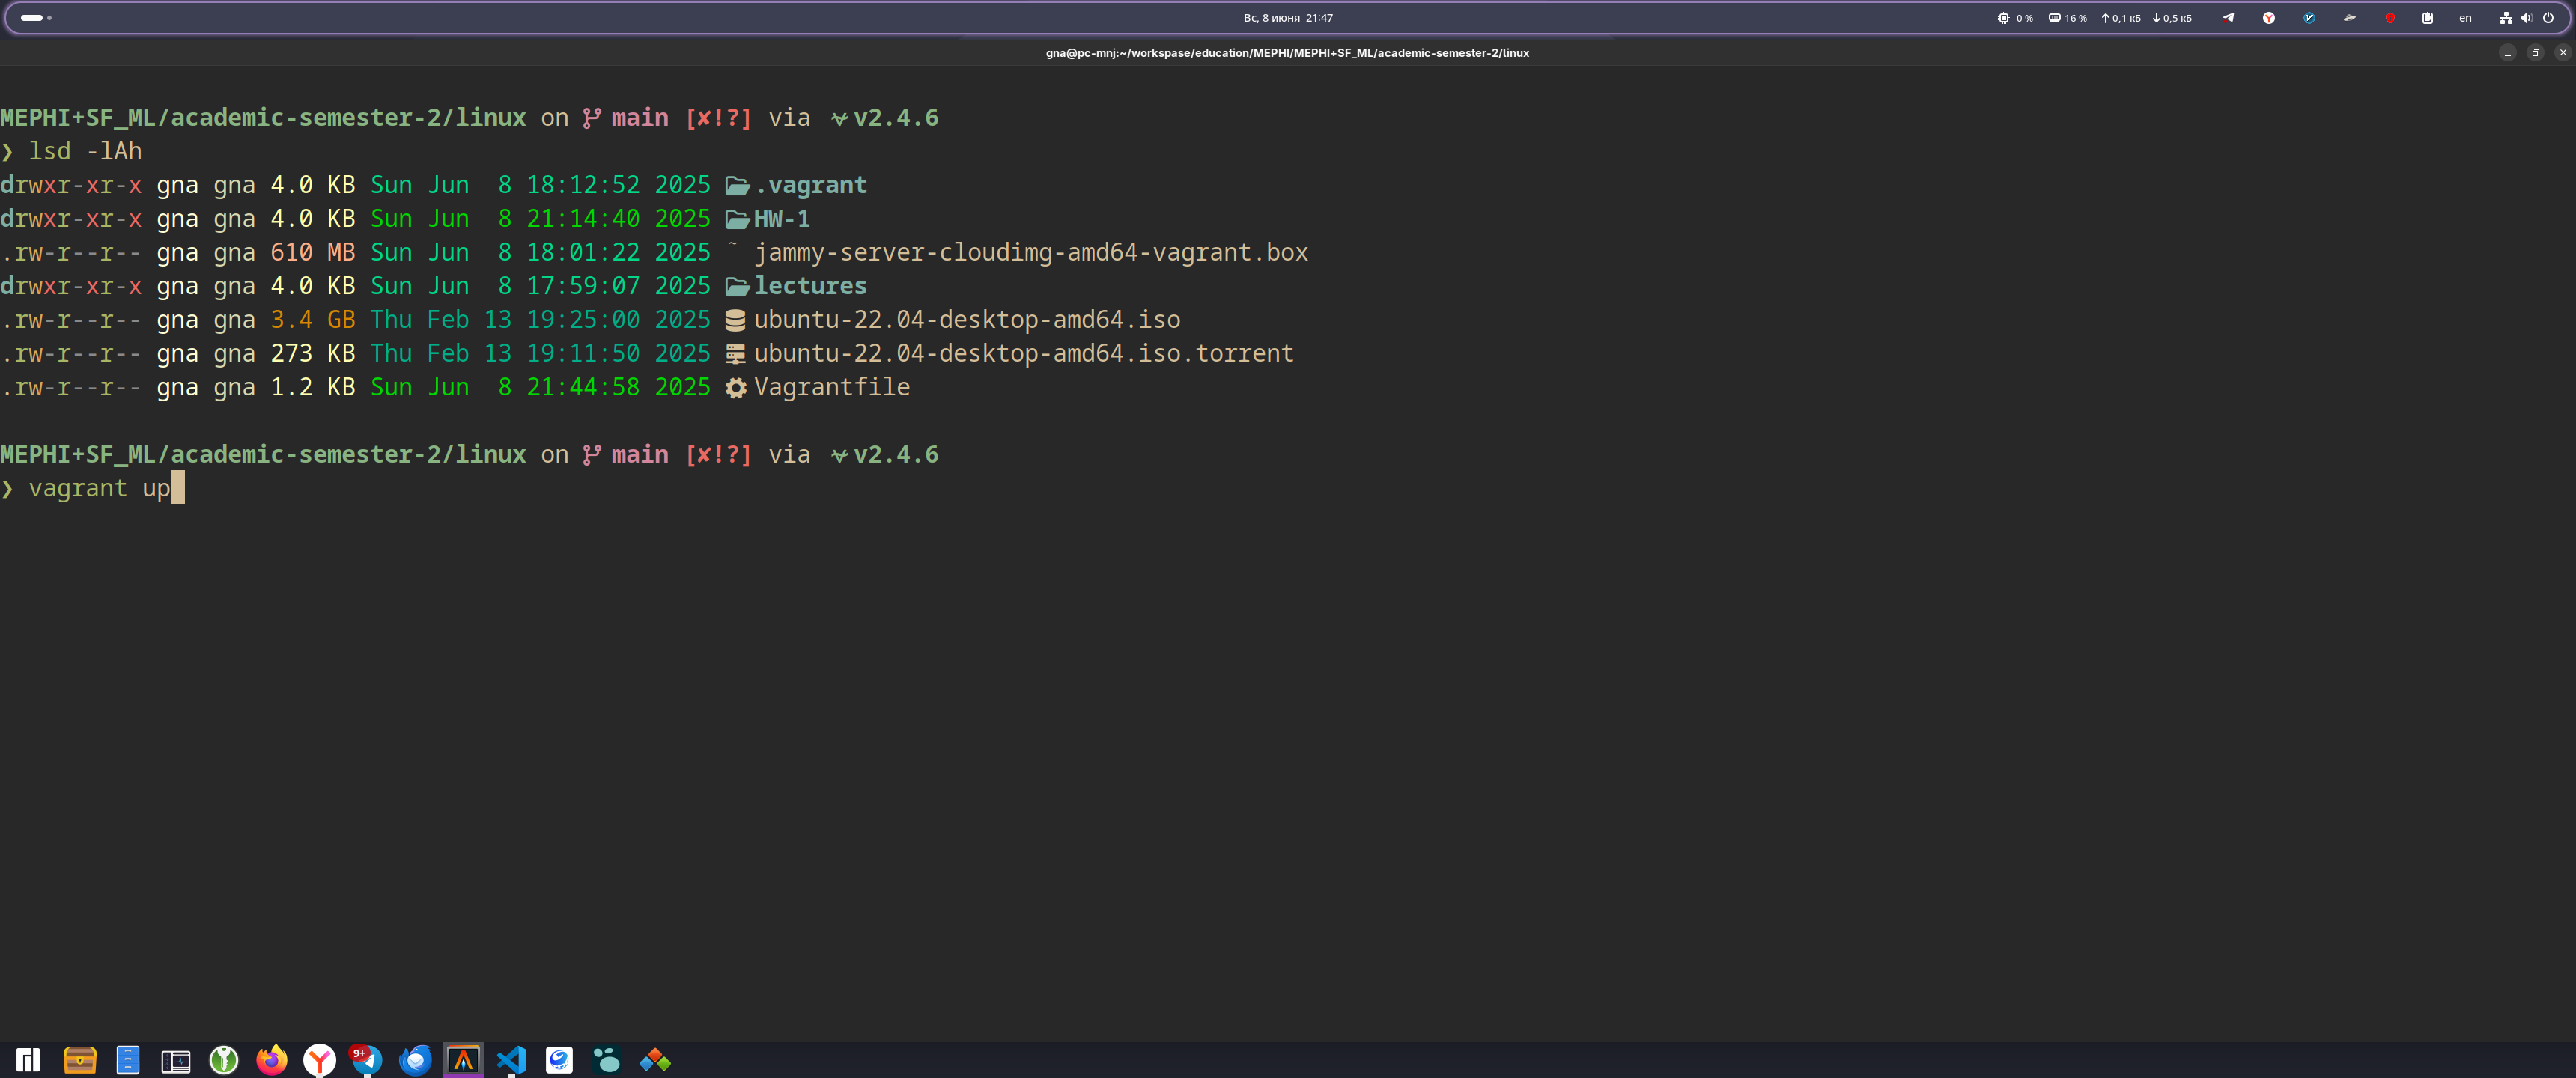 Вс, 8 июня 21:47
0 % 16 % 0,1 кБ 0,5 кБ en
gna@pc-mnj:~/workspase/education/MEPHI/MEPHI+SF_ML/academic-semester-2/linux
MEPHI+SF_ML/academic-semester-2/linux on main [✘!?] via v2.4.6
❯ lsd -lAh
drwxr-xr-x gna gna 4.0 KB Sun Jun  8 18:12:52 2025 .vagrant
drwxr-xr-x gna gna 4.0 KB Sun Jun  8 21:14:40 2025 HW-1
.rw-r--r-- gna gna 610 MB Sun Jun  8 18:01:22 2025 ~ jammy-server-cloudimg-amd64-vagrant.box
drwxr-xr-x gna gna 4.0 KB Sun Jun  8 17:59:07 2025 lectures
.rw-r--r-- gna gna 3.4 GB Thu Feb 13 19:25:00 2025 ubuntu-22.04-desktop-amd64.iso
.rw-r--r-- gna gna 273 KB Thu Feb 13 19:11:50 2025 ubuntu-22.04-desktop-amd64.iso.torrent
.rw-r--r-- gna gna 1.2 KB Sun Jun  8 21:44:58 2025 Vagrantfile
MEPHI+SF_ML/academic-semester-2/linux on main [✘!?] via v2.4.6
❯ vagrant up
9+